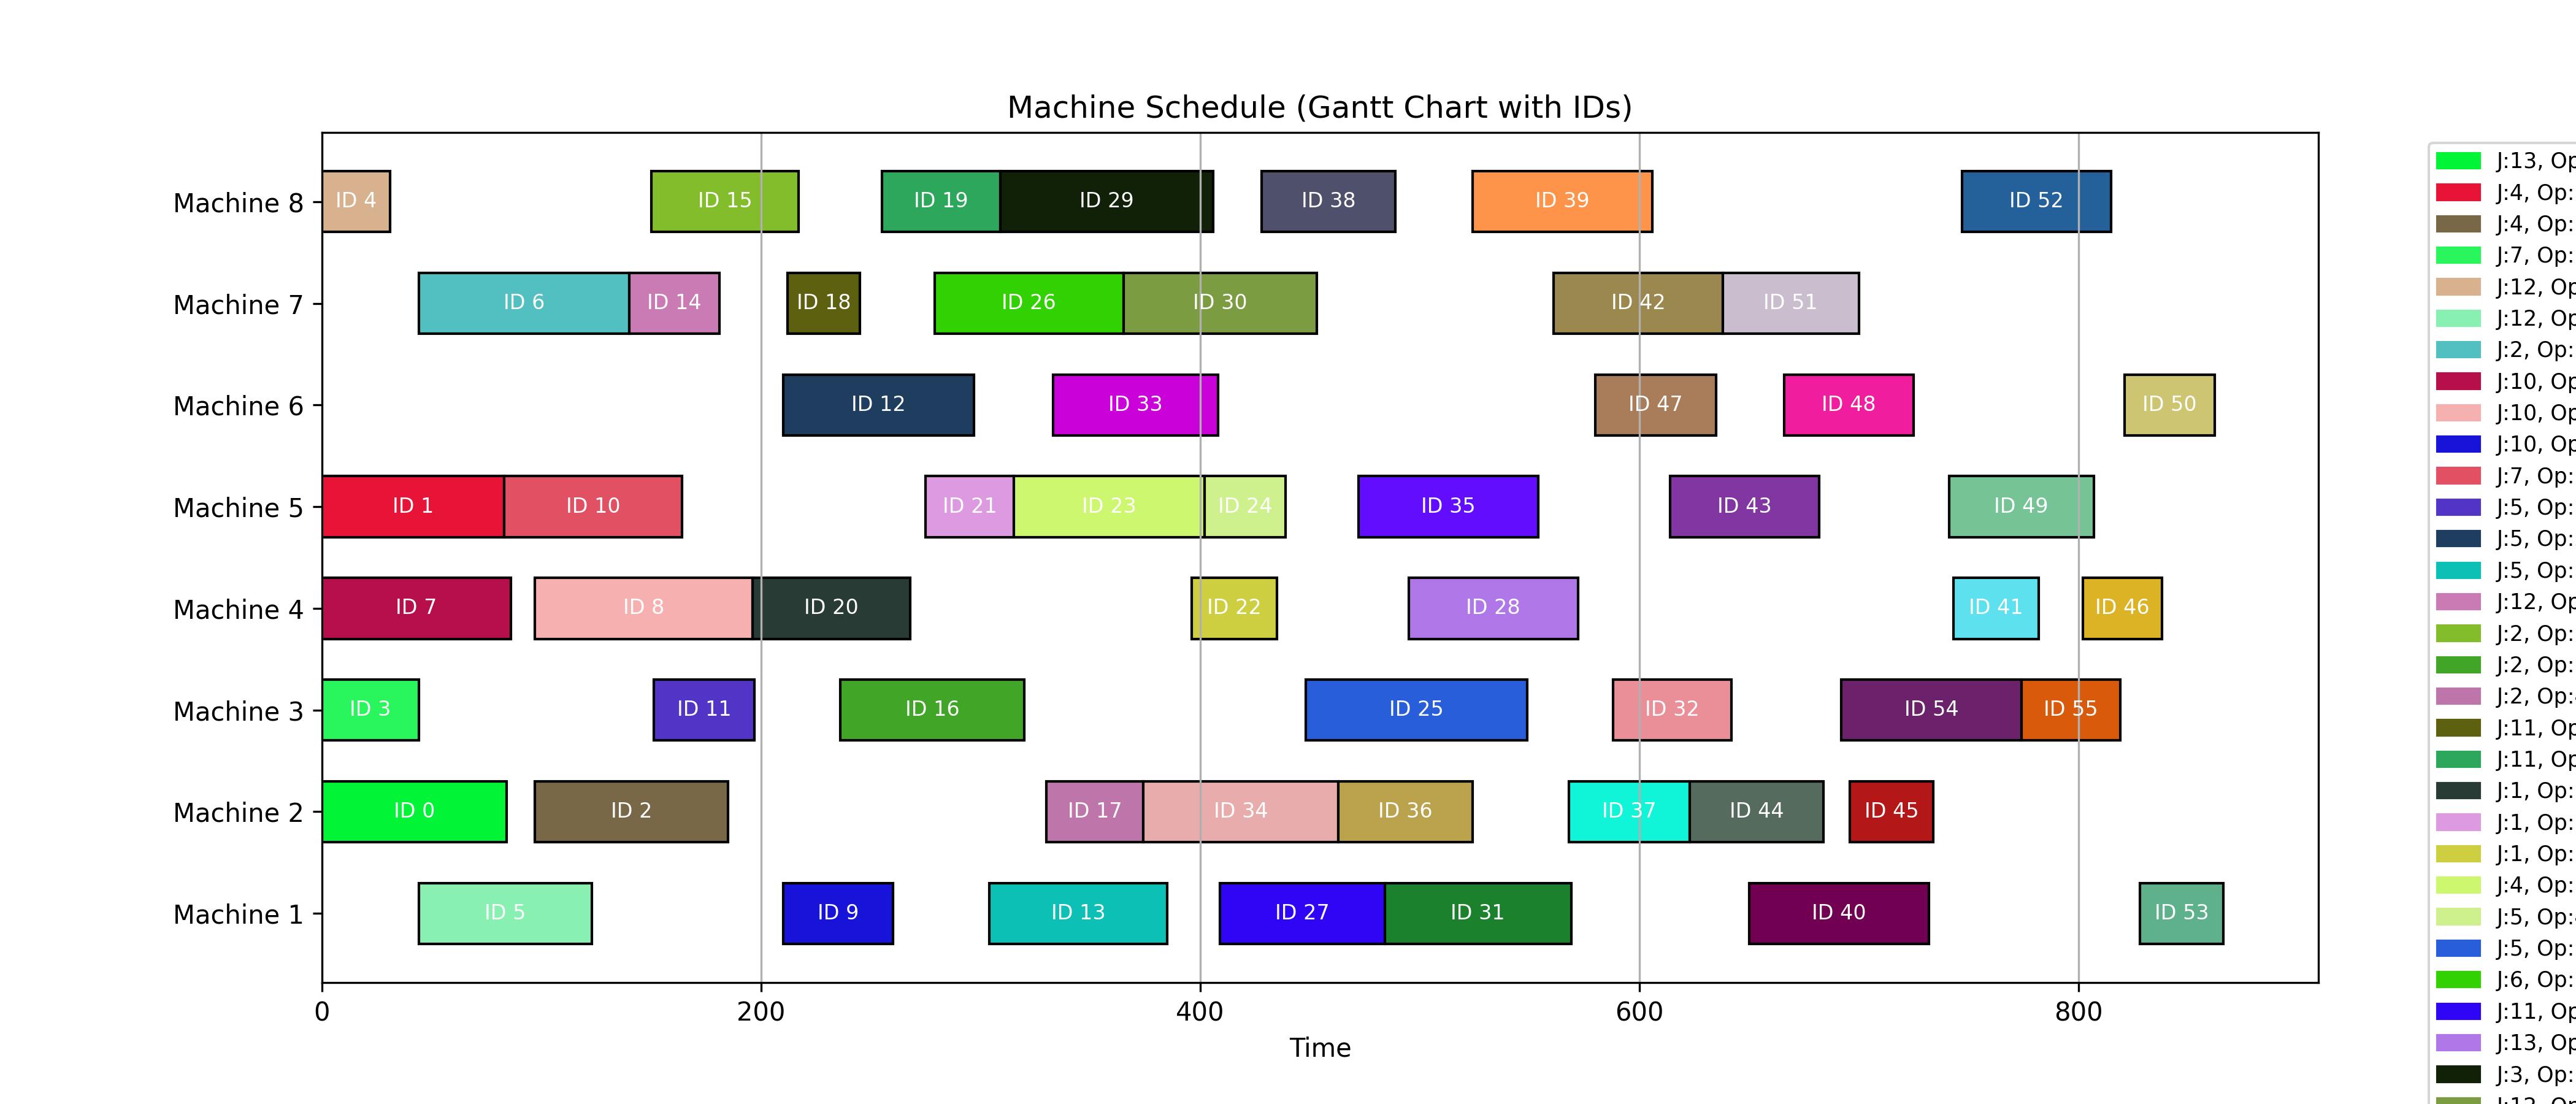 Machine Schedule (Gantt Chart with IDs)
Machine 8
ID 4
ID 15
ID 19
ID 29
ID 38
ID 39
ID 52
Machine 7
ID 6
ID 14
ID 18
ID 26
ID 30
ID 42
ID 51
Machine 6
ID 12
ID 33
ID 47
ID 48
ID 50
Machine 5
ID 1
ID 10
ID 21
ID 23
ID 24
ID 35
ID 43
ID 49
Machine 4
ID 7
ID 8
ID 20
ID 22
ID 28
ID 41
ID 46
Machine 3
ID 3
ID 11
ID 16
ID 25
ID 32
ID 54
ID 55
Machine 2
ID 0
ID 2
ID 17
ID 34
ID 36
ID 37
ID 44
ID 45
Machine 1
ID 5
ID 9
ID 13
ID 27
ID 31
ID 40
ID 53
0 200 400 600 800
Time
J:13, Op
J:4, Op:
J:4, Op:
J:7, Op:
J:12, Op
J:12, Op
J:2, Op:
J:10, Op
J:10, Op
J:10, Op
J:7, Op:
J:5, Op:
J:5, Op:
J:5, Op:
J:12, Op
J:2, Op:
J:2, Op:
J:2, Op:
J:11, Op
J:11, Op
J:1, Op:
J:1, Op:
J:1, Op:
J:4, Op:
J:5, Op:
J:5, Op:
J:6, Op:
J:11, Op
J:13, Op
J:3, Op: